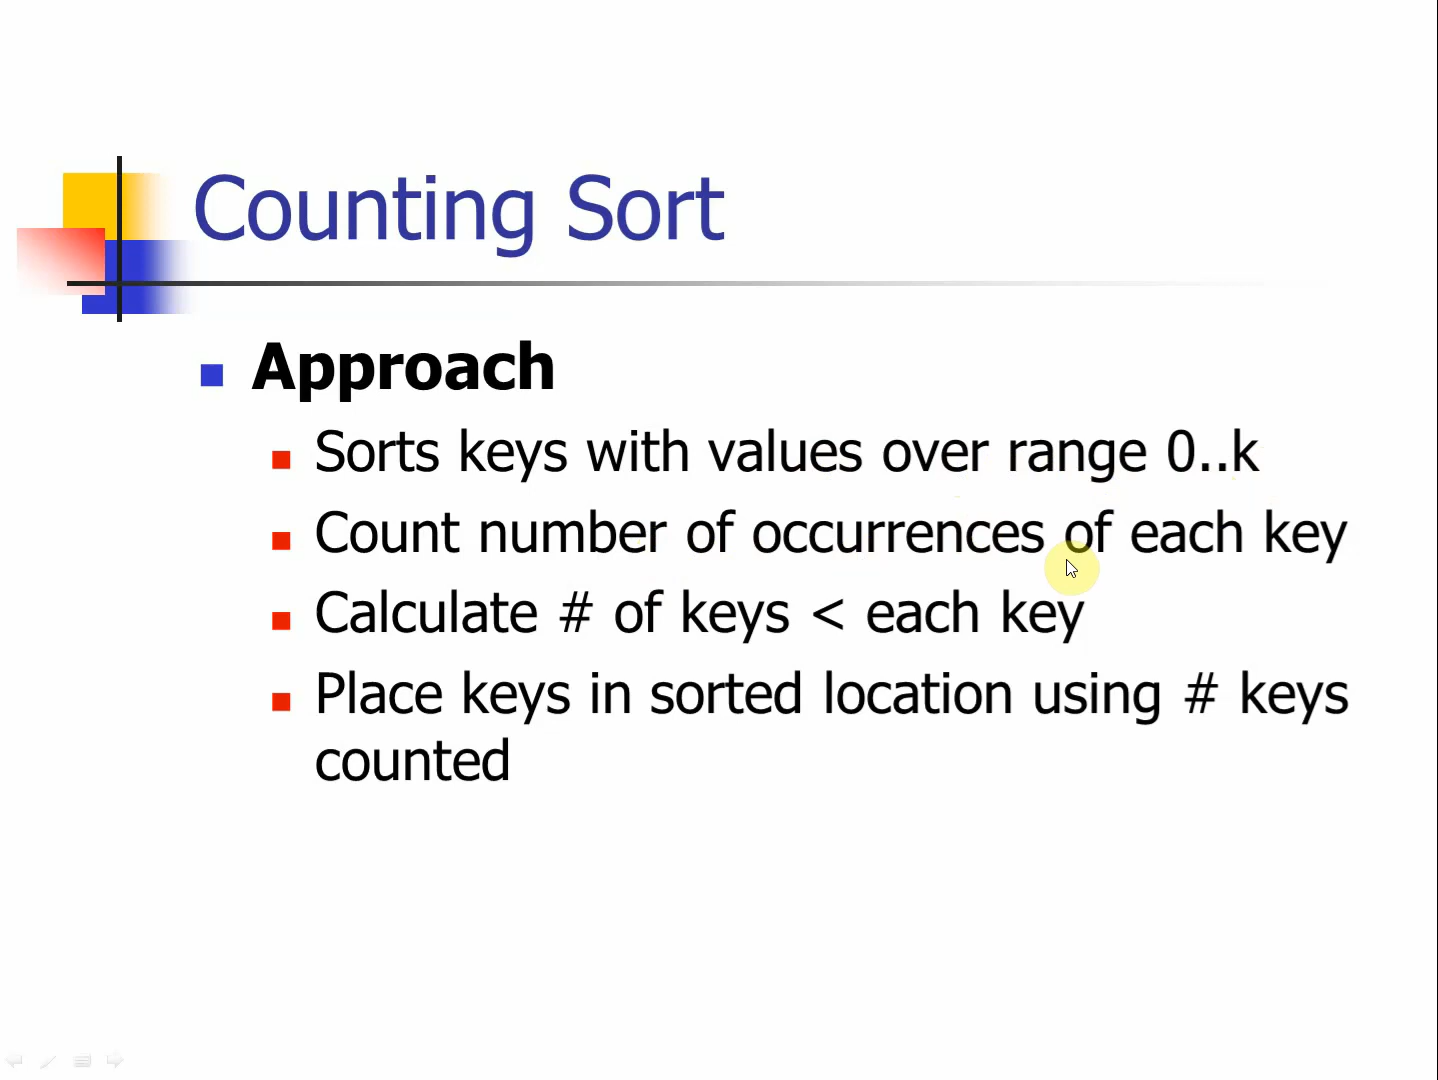 Counting Sort
Approach
Sorts keys with values over range 0..k
Count number of occurrences of each key
Calculate # of keys < each key
Place keys in sorted location using # keys
counted